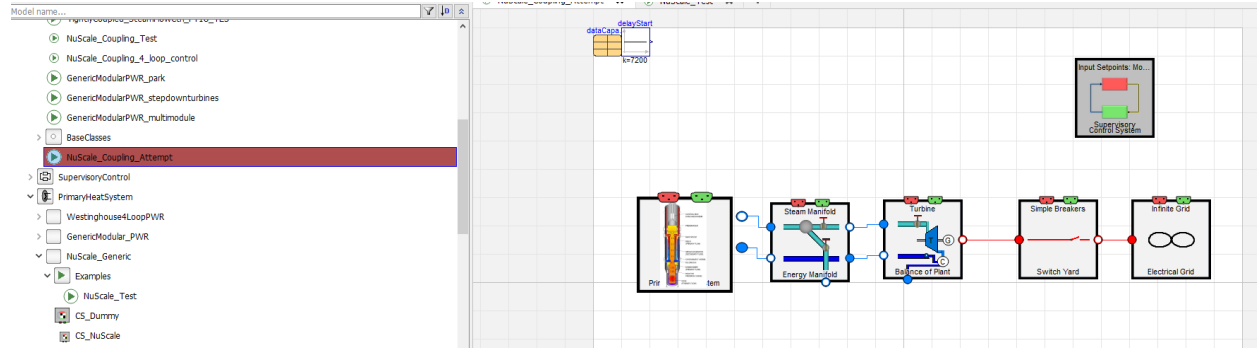 Model name...
NuScale_Coupling_Test
NuScale_Coupling_4_loop_control
GenericModularPWR_park
GenericModularPWR_stepdownturbines
GenericModularPWR_multimodule
BaseClasses
NuScale_Coupling_Attempt
SupervisoryControl
PrimaryHeatSystem
Westinghouse4LoopPWR
GenericModular_PWR
NuScale_Generic
Examples
NuScale_Test
CS_Dummy
CS_NuScale
delayStart
dataCapa
k=7200
Input Setpoints: Mo...
Supervisory
Control System
Steam Manifold
Energy Manifold
Turbine
T
G
C
Balance of Plant
Simple Breakers
Switch Yard
Infinite Grid
Electrical Grid